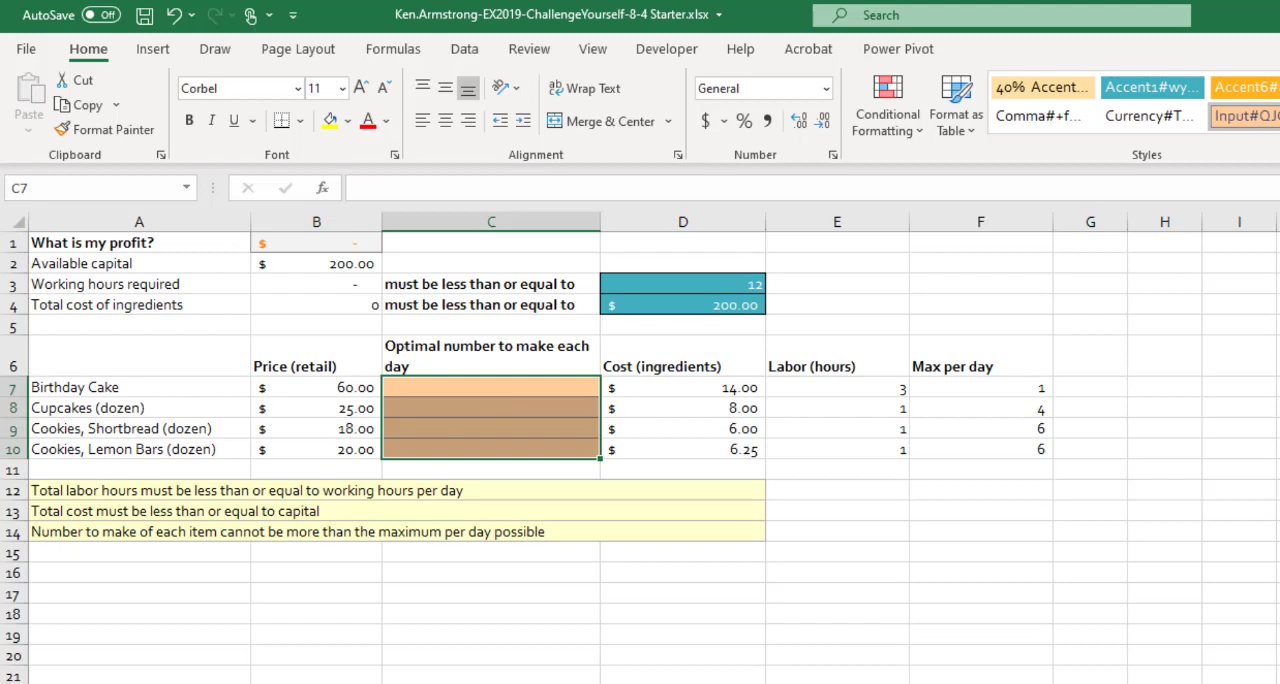 AutoSave Off Ken.Armstrong-EX2019-ChallengeYourself-8-4 Starter.xlsx Search
File Home Insert Draw Page Layout Formulas Data Review View Developer Help Acrobat Power Pivot
Paste Cut Copy Format Painter
Clipboard
Corbel 11
B I U
Font
Wrap Text
Merge & Center
Alignment
General
$ %
Number
Conditional Formatting
Format as Table
40% Accent... Accent1#wy... Accent6#
Comma#+f... Currency#T... Input#QJC
Styles
C7 fx
A B C D E F G H I
1 What is my profit? $ -
2 Available capital $ 200.00
3 Working hours required - must be less than or equal to 12
4 Total cost of ingredients 0 must be less than or equal to $ 200.00
5
6 Price (retail) Optimal number to make each day Cost (ingredients) Labor (hours) Max per day
7 Birthday Cake $ 60.00 $ 14.00 3 1
8 Cupcakes (dozen) $ 25.00 $ 8.00 1 4
9 Cookies, Shortbread (dozen) $ 18.00 $ 6.00 1 6
10 Cookies, Lemon Bars (dozen) $ 20.00 $ 6.25 1 6
11
12 Total labor hours must be less than or equal to working hours per day
13 Total cost must be less than or equal to capital
14 Number to make of each item cannot be more than the maximum per day possible
15
16
17
18
19
20
21